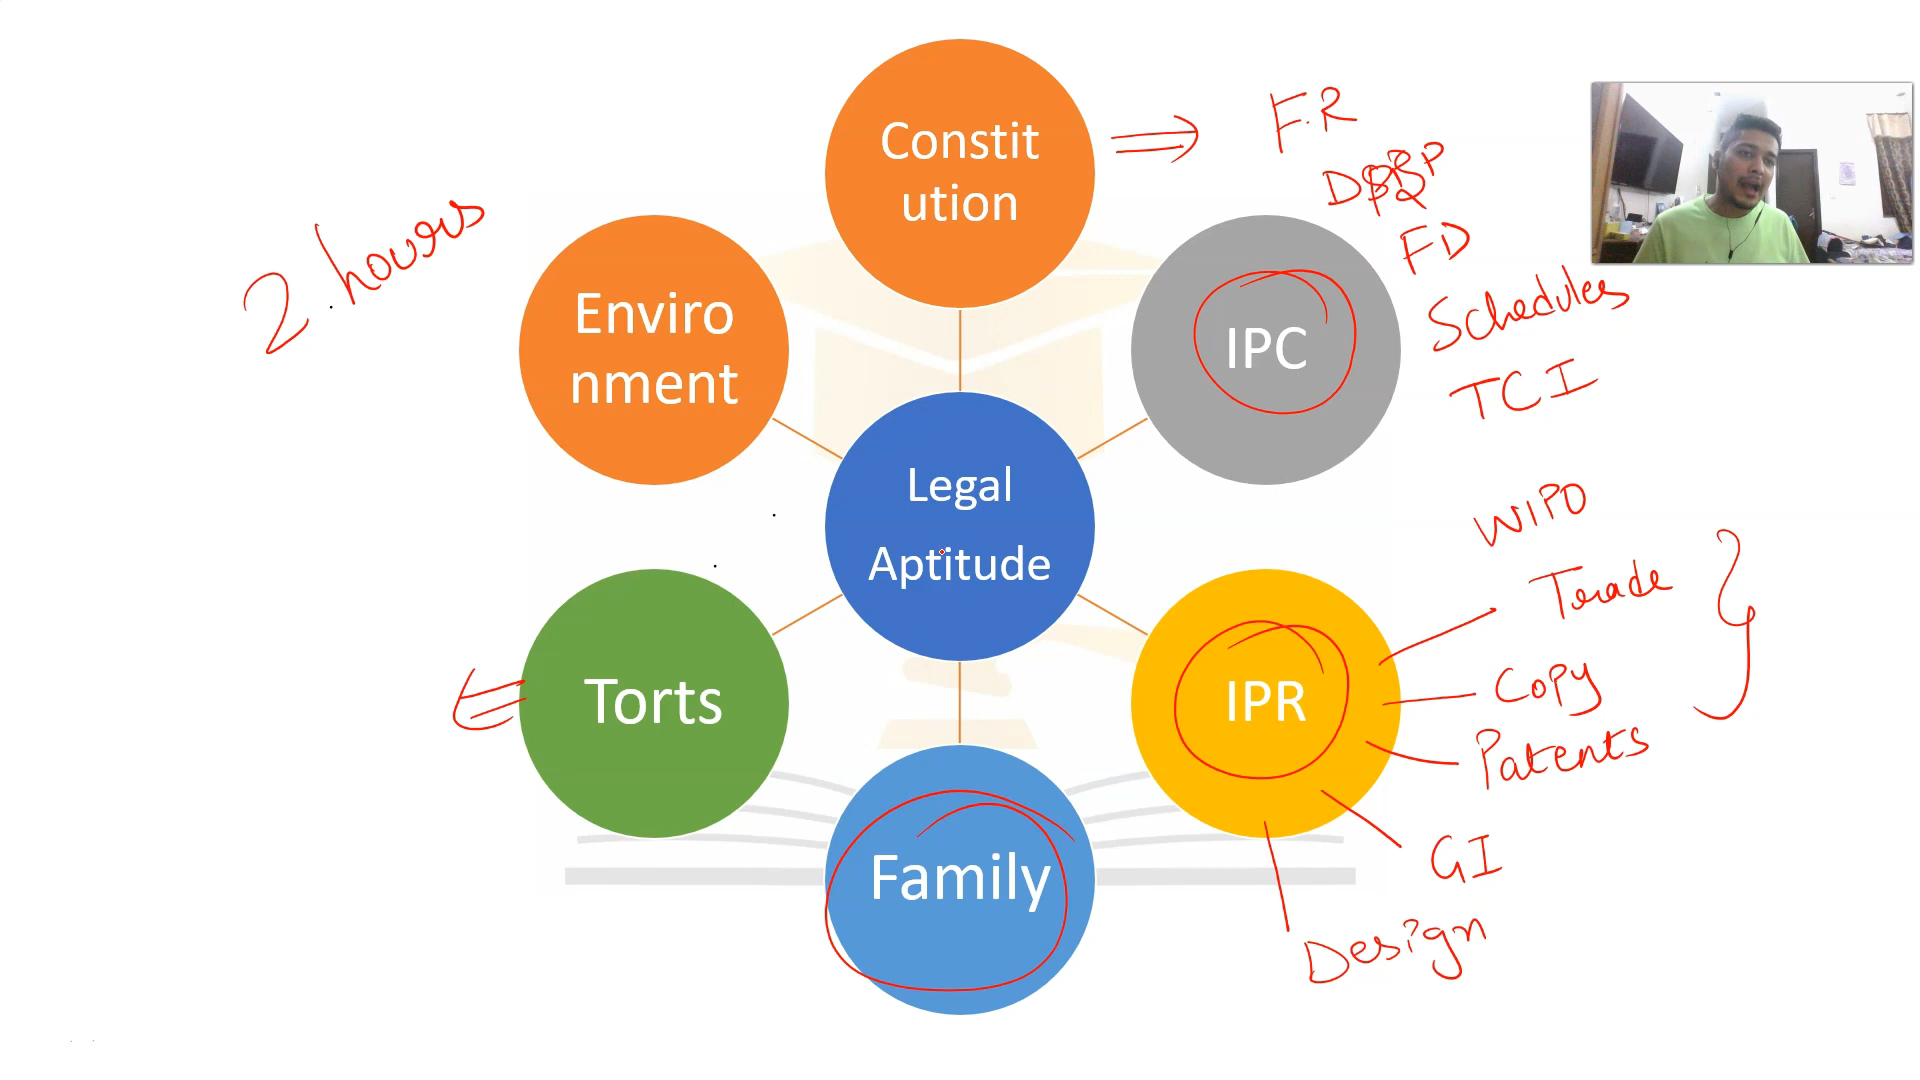 Constit
ution
F.R
D
P
FD
Schedules
TCI
2 hours
Enviro
nment
IPC
Legal
Aptitude
WIPO
Trade
Copy
Patents
GI
Design
Torts
IPR
Family